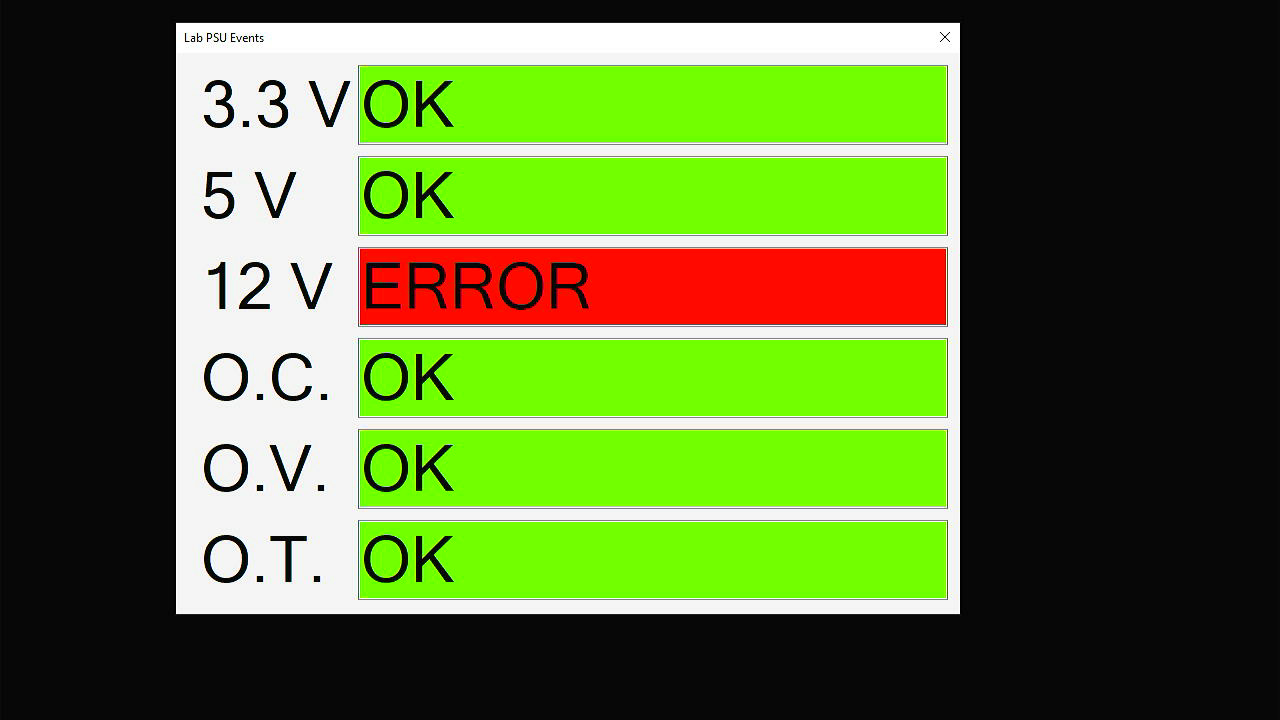 Lab PSU Events
3.3 V OK
5 V OK
12 V ERROR
O.C. OK
O.V. OK
O.T. OK